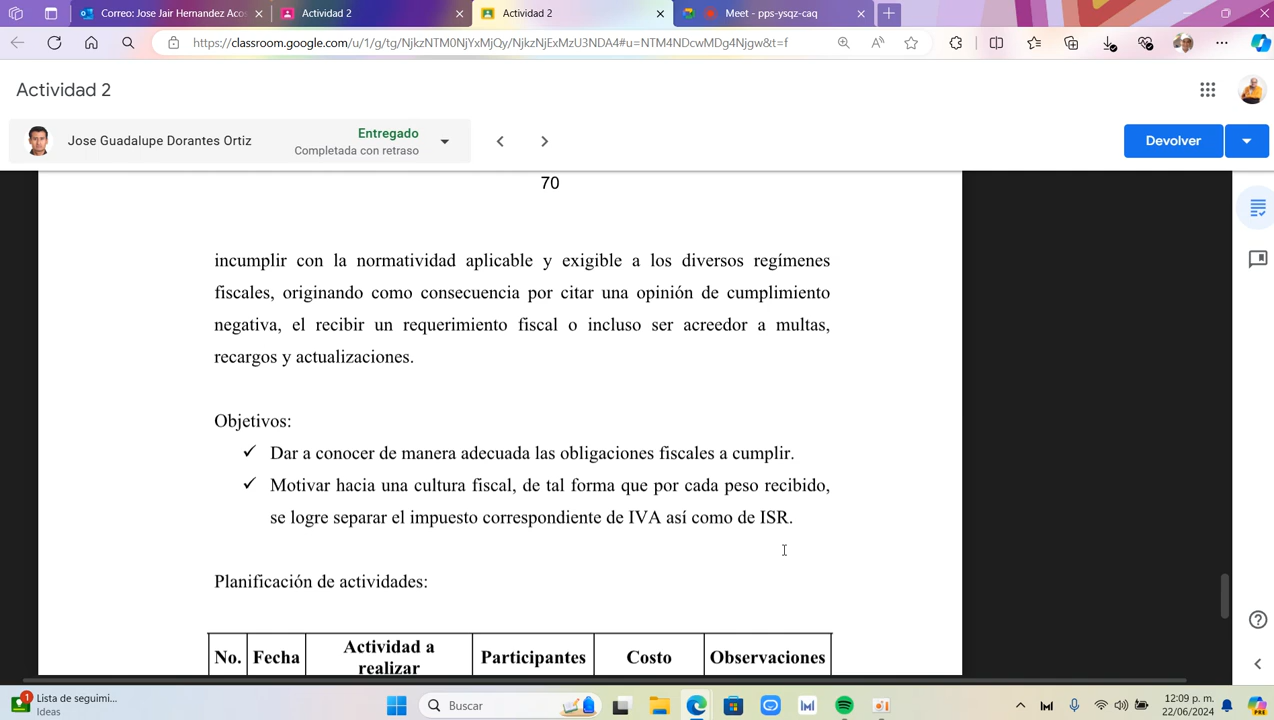 Correo: Jose Jair Hernandez Aco
Actividad 2
Actividad 2
Meet - pps-ysqz-caq
https://classroom.google.com/u/1/g/tg/NjkzNTM0NjYxMjQy/NjkzNjExMzU3NDA4#u=NTM4NDcwMDg4Njgw&t=f
Actividad 2
Jose Guadalupe Dorantes Ortiz
Entregado
Completada con retraso
Devolver
70
incumplir con la normatividad aplicable y exigible a los diversos regímenes
fiscales, originando como consecuencia por citar una opinión de cumplimiento
negativa, el recibir un requerimiento fiscal o incluso ser acreedor a multas,
recargos y actualizaciones.
Objetivos:
✓ Dar a conocer de manera adecuada las obligaciones fiscales a cumplir.
✓ Motivar hacia una cultura fiscal, de tal forma que por cada peso recibido,
se logre separar el impuesto correspondiente de IVA así como de ISR.
Planificación de actividades:
No. Fecha Actividad a realizar Participantes Costo Observaciones
1
Lista de seguimi...
Ideas
Buscar
12:09 p. m.
22/06/2024